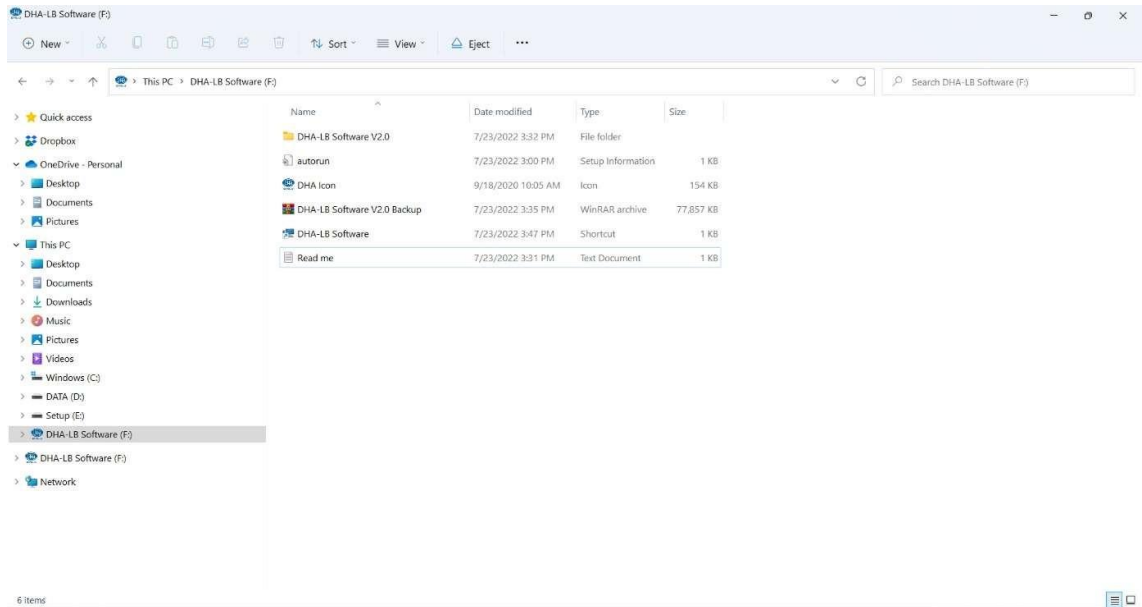 DHA-LB Software (F:)
New Sort View Eject
This PC > DHA-LB Software (F:)
Search DHA-LB Software (F:)
Quick access
Dropbox
OneDrive - Personal
Desktop
Documents
Pictures
This PC
Desktop
Documents
Downloads
Music
Pictures
Videos
Windows (C:)
DATA (D:)
Setup (E:)
DHA-LB Software (F:)
DHA-LB Software (F:)
Network
Name Date modified Type Size
DHA-LB Software V2.0 7/23/2022 3:32 PM File folder
autorun 7/23/2022 3:00 PM Setup Information 1 KB
DHA Icon 9/18/2020 10:05 AM Icon 154 KB
DHA-LB Software V2.0 Backup 7/23/2022 3:35 PM WinRAR archive 77,857 KB
DHA-LB Software 7/23/2022 3:47 PM Shortcut 1 KB
Read me 7/23/2022 3:31 PM Text Document 1 KB
6 items